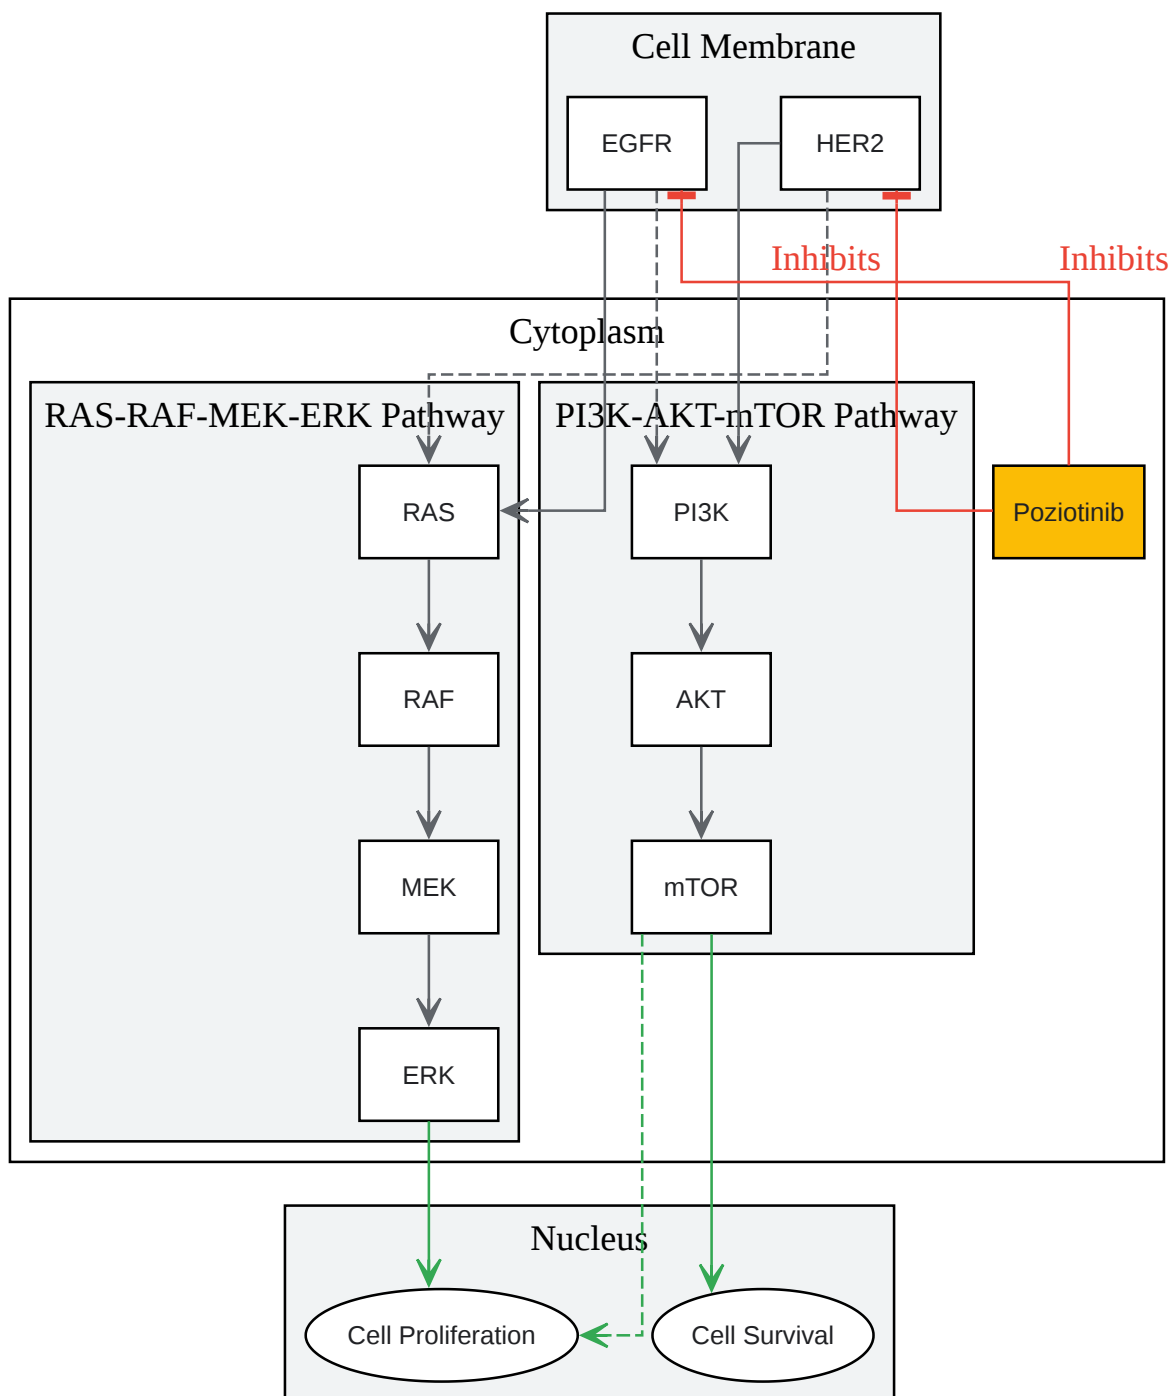 Cell Membrane
EGFR
HER2
Inhibits
Inhibits
Cytoplasm
RAS-RAF-MEK-ERK Pathway
PI3K-AKT-mTOR Pathway
RAS
PI3K
Poziotinib
RAF
AKT
MEK
mTOR
ERK
Nucleus
Cell Proliferation
Cell Survival